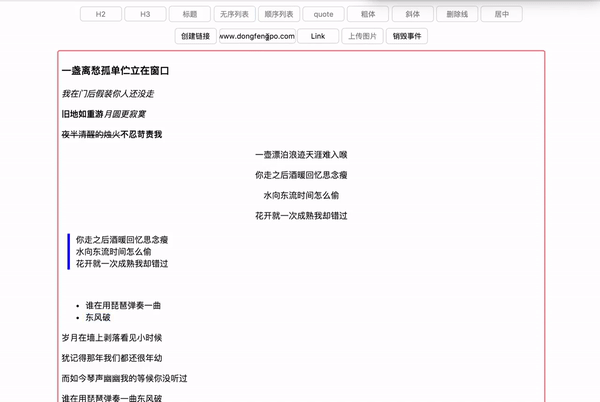 H2 H3 标题 无序列表 顺序列表 quote 粗体 斜体 删除线 居中
创建链接 www.dongfengpo.com Link 上传图片 销毁事件
一盏离愁孤单伫立在窗口
我在门后假装你人还没走
旧地如重游月圆更寂寞
夜半清醒的烛火不忍苛责我
一壶漂泊浪迹天涯难入喉
你走之后酒暖回忆思念瘦
水向东流时间怎么偷
花开就一次成熟我却错过
你走之后酒暖回忆思念瘦
水向东流时间怎么偷
花开就一次成熟我却错过
• 谁在用琵琶弹奏一曲
• 东风破
岁月在墙上剥落看见小时候
犹记得那年我们都还很年幼
而如今琴声幽幽我的等候你没听过
谁在用琵琶弹奏一曲东风破